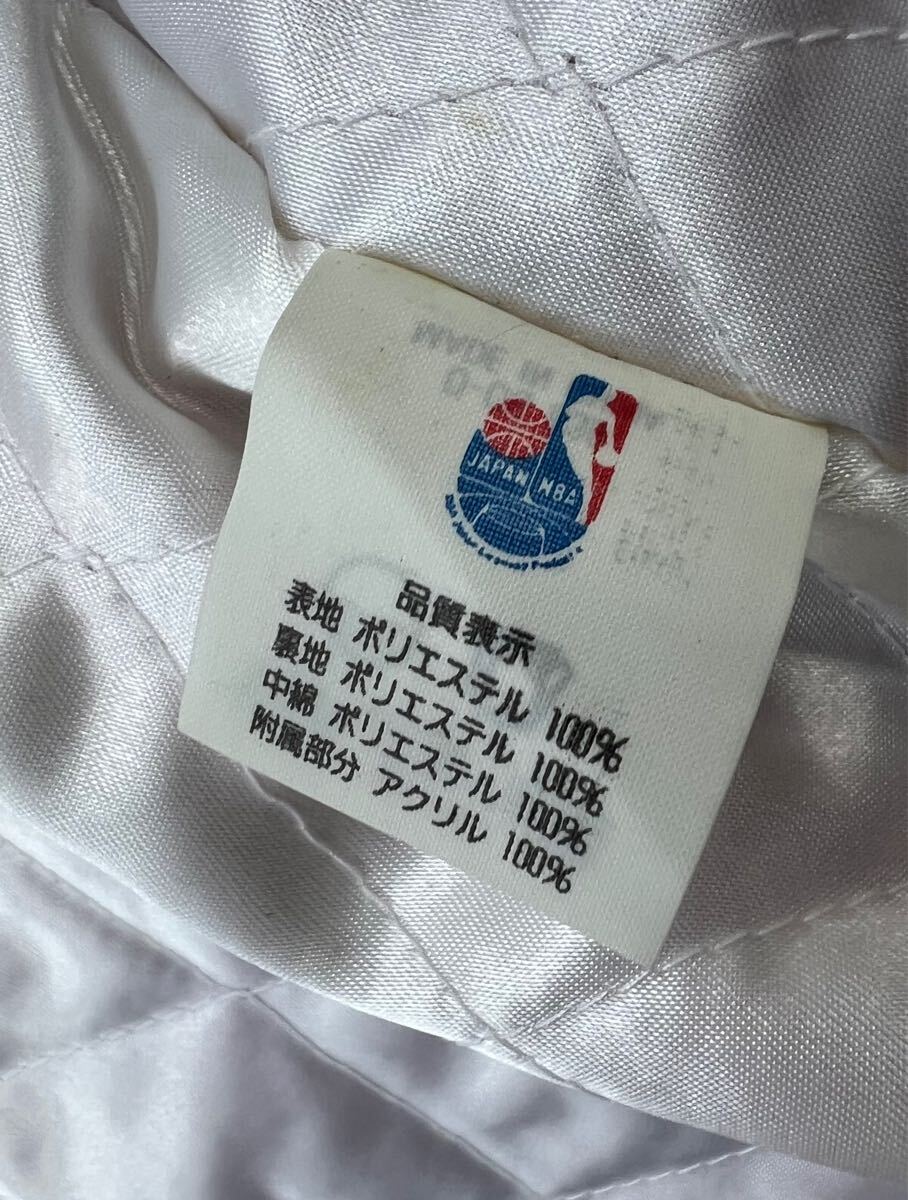 JAPAN NBA
品質表示
表地 ポリエステル 100%
裏地 ポリエステル 100%
中綿 ポリエステル 100%
附属部分 アクリル 100%